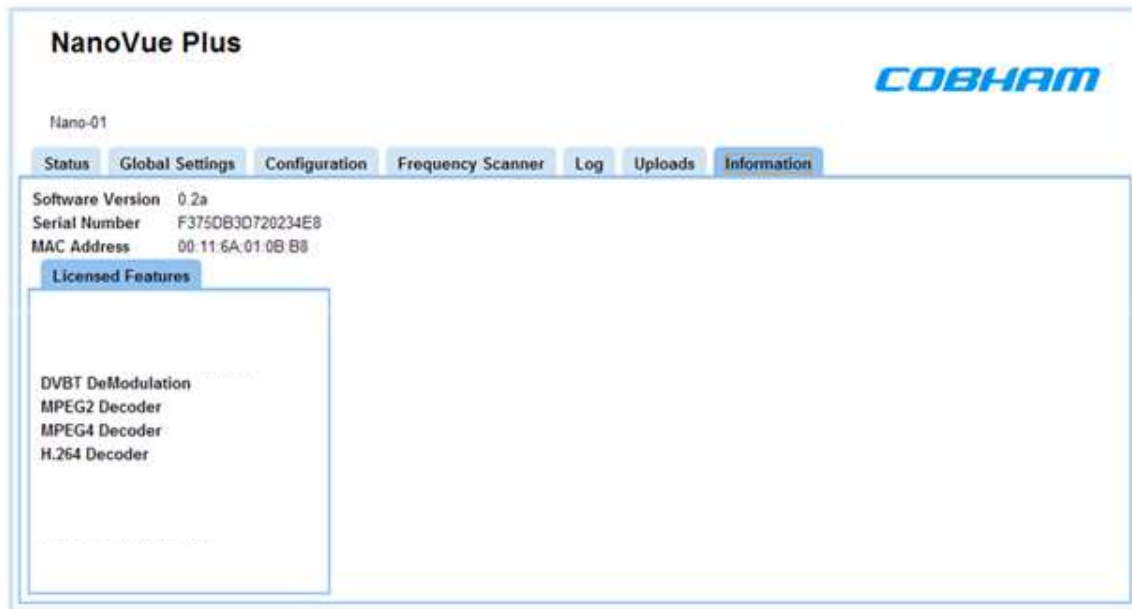 NanoVue Plus
COBHAM
Nano-01
Status Global Settings Configuration Frequency Scanner Log Uploads Information
Software Version 0.2a
Serial Number F375DB3D720234E8
MAC Address 00:11:6A:01:0B:B8
Licensed Features
DVBT DeModulation
MPEG2 Decoder
MPEG4 Decoder
H.264 Decoder